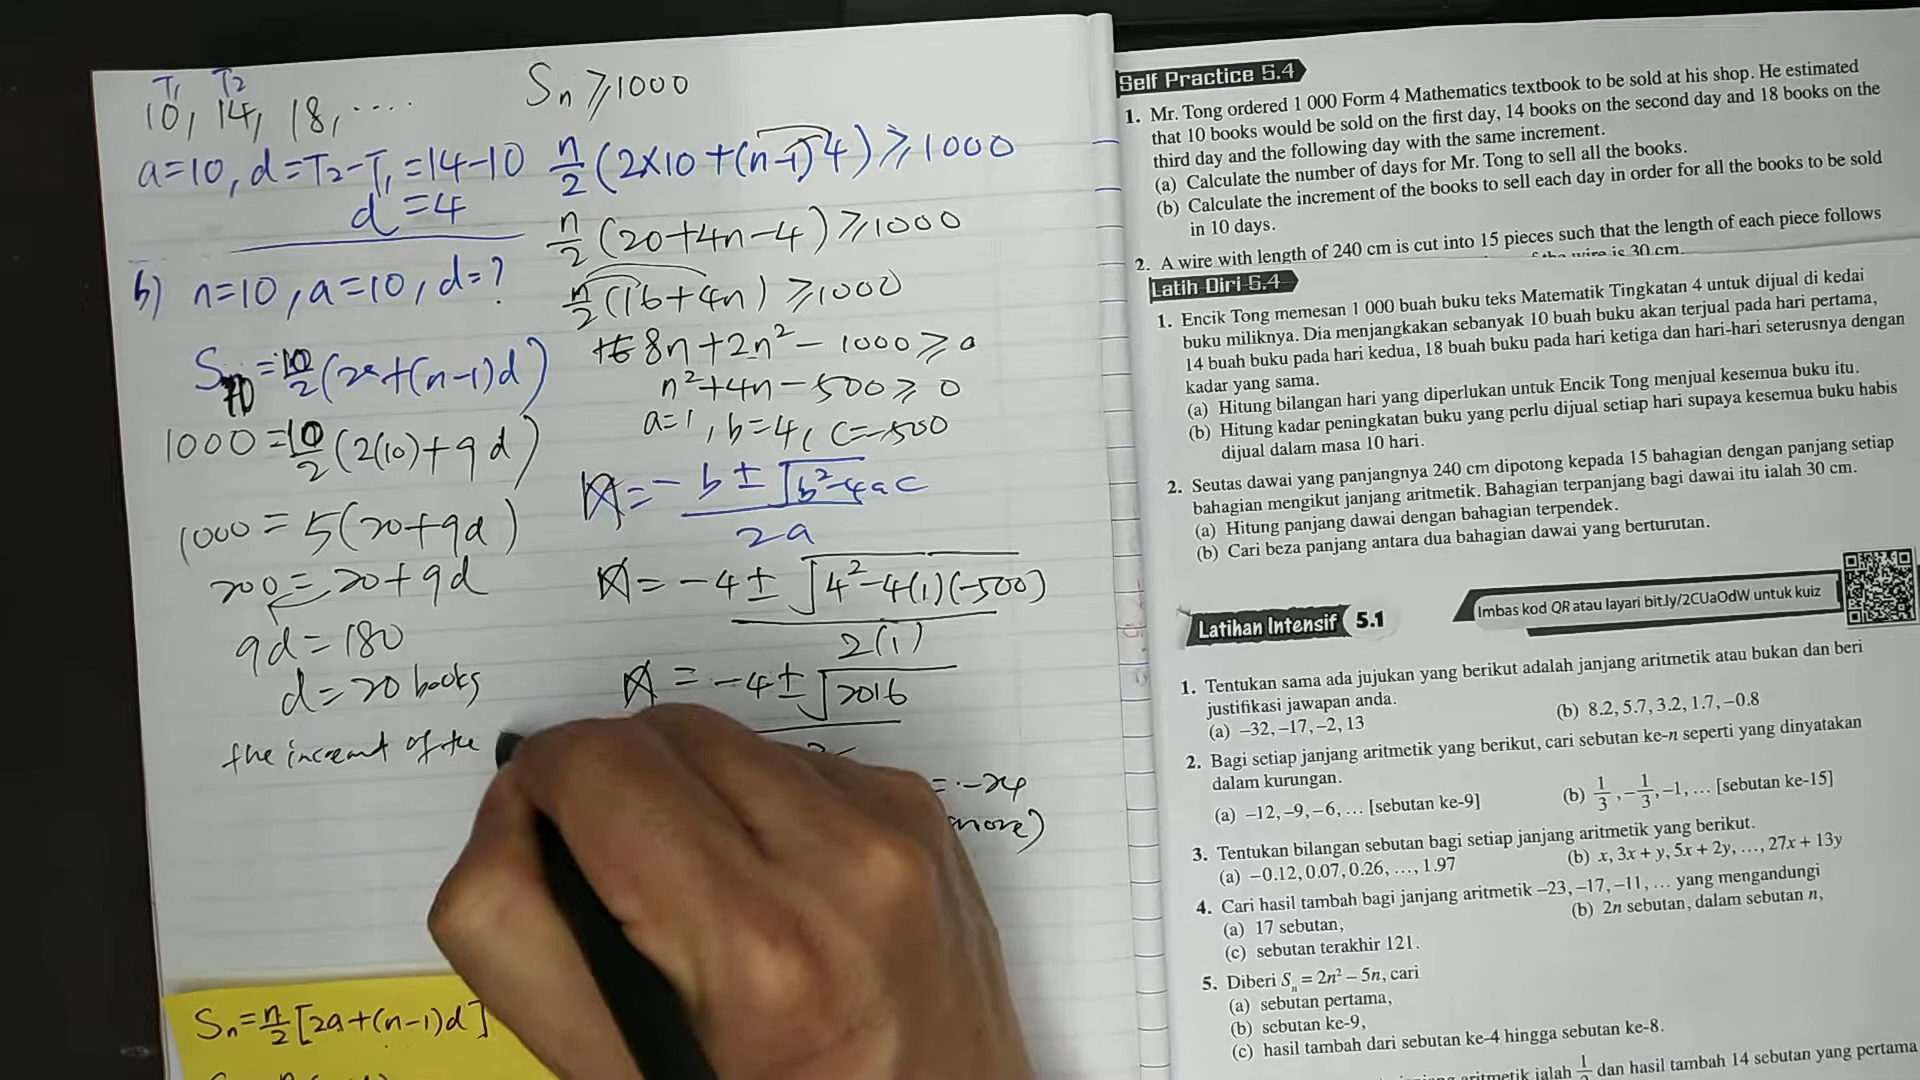 T1 T2
10, 14, 18, ....
a=10, d=T2-T1=14-10
d=4
b) n=10, a=10, d=?
S10=10/2(2a+(n-1)d)
1000=10/2(2(10)+9d)
1000=5(20+9d)
200=20+9d
9d=180
d=20 books
the increment of the
Sn=n/2[2a+(n-1)d]
Sn≥1000
n/2(2×10+(n-1)4)≥1000
n/2(20+4n-4)≥1000
n/2(16+4n)≥1000
8n+2n²-1000≥0
n²+4n-500≥0
a=1, b=4, c=-500
=-b±√b²-4ac
2a
=-4±√4²-4(1)(-500)
2(1)
=-4±√2016
=-24
Self Practice 5.4
1. Mr. Tong ordered 1 000 Form 4 Mathematics textbook to be sold at his shop. He estimated
that 10 books would be sold on the first day, 14 books on the second day and 18 books on the
third day and the following day with the same increment.
(a) Calculate the number of days for Mr. Tong to sell all the books.
(b) Calculate the increment of the books to sell each day in order for all the books to be sold
in 10 days.
2. A wire with length of 240 cm is cut into 15 pieces such that the length of each piece follows
wire is 30 cm.
Latih Diri 5.4
1. Encik Tong memesan 1 000 buah buku teks Matematik Tingkatan 4 untuk dijual di kedai
buku miliknya. Dia menjangkakan sebanyak 10 buah buku akan terjual pada hari pertama,
14 buah buku pada hari kedua, 18 buah buku pada hari ketiga dan hari-hari seterusnya dengan
kadar yang sama.
(a) Hitung bilangan hari yang diperlukan untuk Encik Tong menjual kesemua buku itu.
(b) Hitung kadar peningkatan buku yang perlu dijual setiap hari supaya kesemua buku habis
dijual dalam masa 10 hari.
2. Seutas dawai yang panjangnya 240 cm dipotong kepada 15 bahagian dengan panjang setiap
bahagian mengikut janjang aritmetik. Bahagian terpanjang bagi dawai itu ialah 30 cm.
(a) Hitung panjang dawai dengan bahagian terpendek.
(b) Cari beza panjang antara dua bahagian dawai yang berturutan.
Latihan Intensif 5.1
Imbas kod QR atau layari bit.ly/2CUaOdW untuk kuiz
1. Tentukan sama ada jujukan yang berikut adalah janjang aritmetik atau bukan dan beri
justifikasi jawapan anda.
(a) –32, –17, –2, 13 (b) 8.2, 5.7, 3.2, 1.7, –0.8
2. Bagi setiap janjang aritmetik yang berikut, cari sebutan ke-n seperti yang dinyatakan
dalam kurungan.
(a) –12, –9, –6, … [sebutan ke-9] (b) 1/3, –1/3, –1, … [sebutan ke-15]
3. Tentukan bilangan sebutan bagi setiap janjang aritmetik yang berikut.
(a) –0.12, 0.07, 0.26, …, 1.97 (b) x, 3x + y, 5x + 2y, …, 27x + 13y
4. Cari hasil tambah bagi janjang aritmetik –23, –17, –11, … yang mengandungi
(a) 17 sebutan, (b) 2n sebutan, dalam sebutan n,
(c) sebutan terakhir 121.
5. Diberi Sn = 2n² – 5n, cari
(a) sebutan pertama,
(b) sebutan ke-9,
(c) hasil tambah dari sebutan ke-4 hingga sebutan ke-8.
aritmetik ialah dan hasil tambah 14 sebutan yang pertama